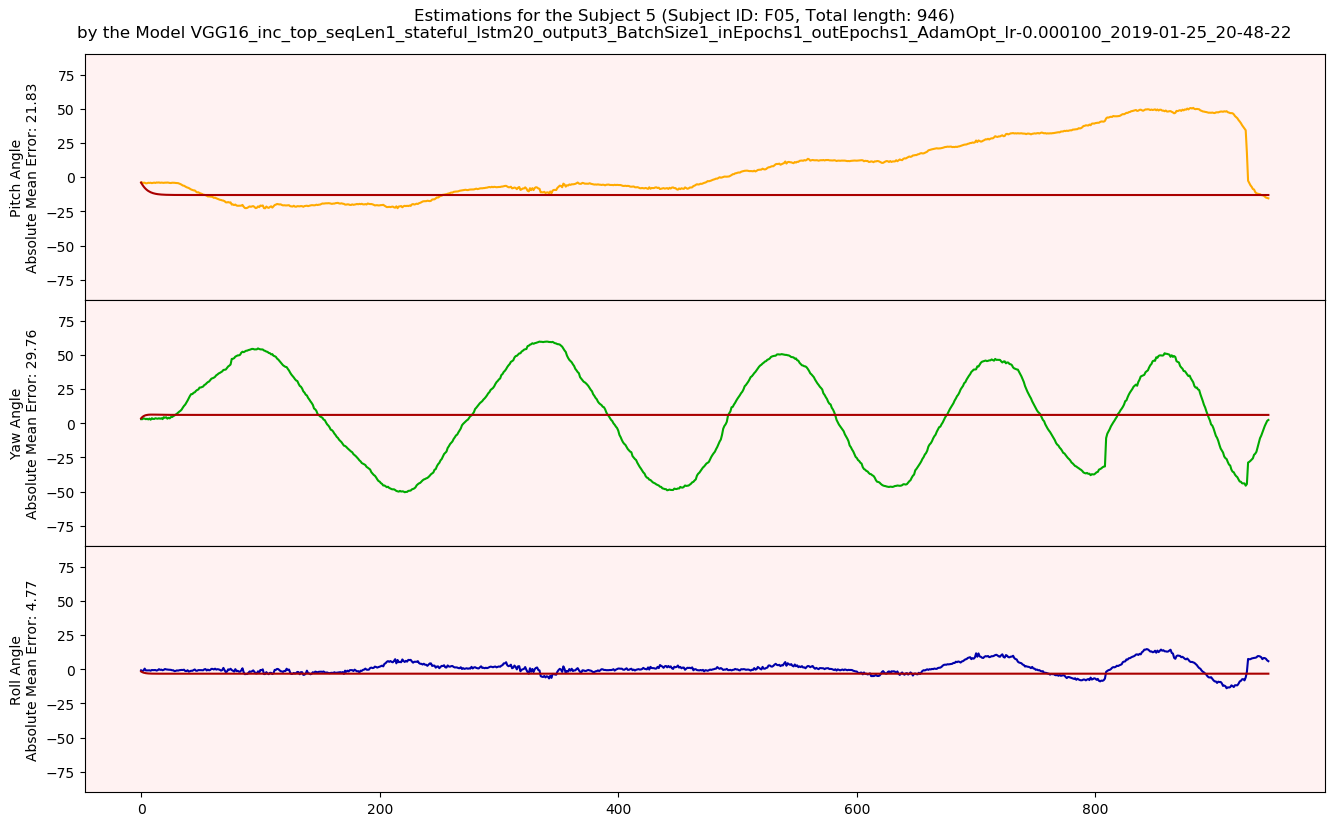 Estimations for the Subject 5 (Subject ID: F05, Total length: 946)
by the Model VGG16_inc_top_seqLen1_stateful_lstm20_output3_BatchSize1_inEpochs1_outEpochs1_AdamOpt_lr-0.000100_2019-01-25_20-48-22
Pitch Angle
Absolute Mean Error: 21.83
75
50
25
0
−25
−50
−75
Yaw Angle
Absolute Mean Error: 29.76
75
50
25
0
−25
−50
−75
Roll Angle
Absolute Mean Error: 4.77
75
50
25
0
−25
−50
−75
0 200 400 600 800